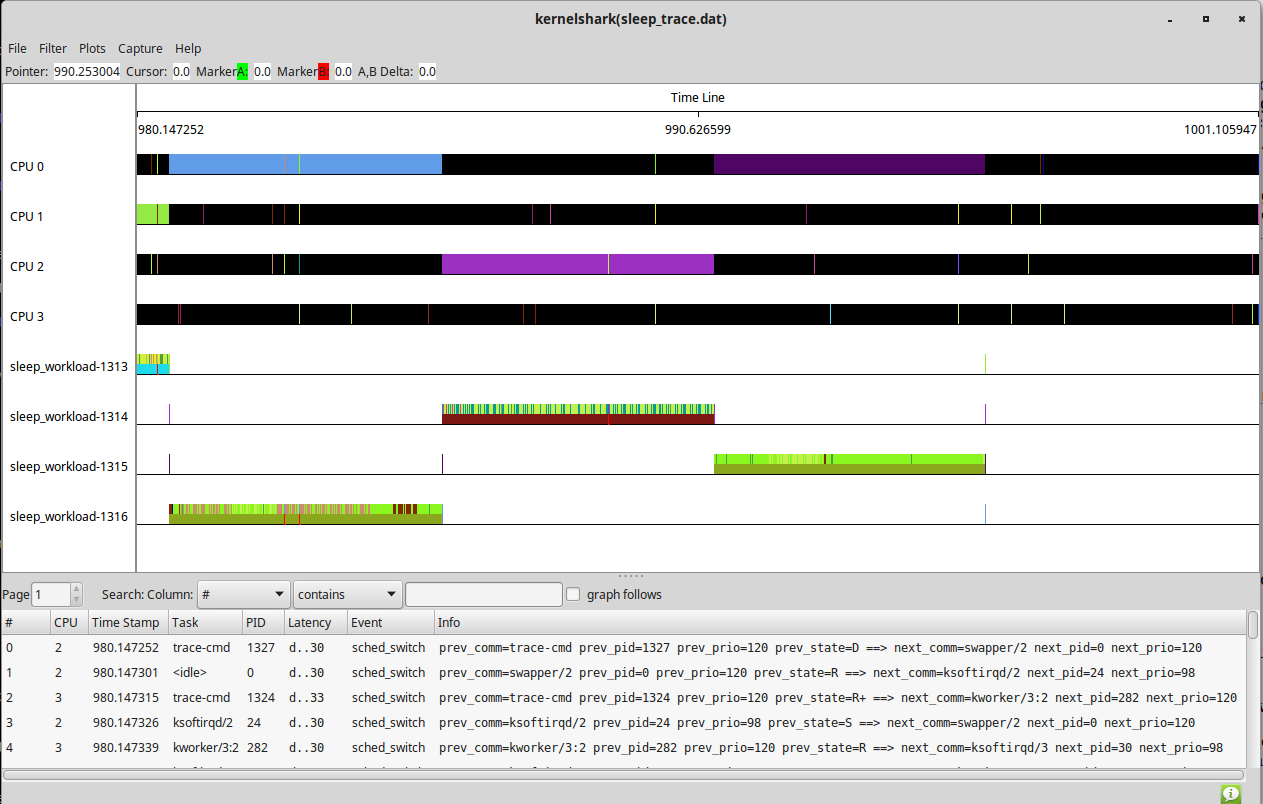 kernelshark(sleep_trace.dat)
File Filter Plots Capture Help
Pointer: 990.253004 Cursor: 0.0 MarkerA: 0.0 MarkerB: 0.0 A,B Delta: 0.0
Time Line
980.147252 990.626599 1001.105947
CPU 0
CPU 1
CPU 2
CPU 3
sleep_workload-1313
sleep_workload-1314
sleep_workload-1315
sleep_workload-1316
Page 1 Search: Column: # contains graph follows
# CPU Time Stamp Task PID Latency Event Info
0 2 980.147252 trace-cmd 1327 d..30 sched_switch prev_comm=trace-cmd prev_pid=1327 prev_prio=120 prev_state=D ==> next_comm=swapper/2 next_pid=0 next_prio=120
1 2 980.147301 <idle> 0 d..30 sched_switch prev_comm=swapper/2 prev_pid=0 prev_prio=120 prev_state=R ==> next_comm=ksoftirqd/2 next_pid=24 next_prio=98
2 3 980.147315 trace-cmd 1324 d..33 sched_switch prev_comm=trace-cmd prev_pid=1324 prev_prio=120 prev_state=R+ ==> next_comm=kworker/3:2 next_pid=282 next_prio=120
3 2 980.147326 ksoftirqd/2 24 d..30 sched_switch prev_comm=ksoftirqd/2 prev_pid=24 prev_prio=98 prev_state=S ==> next_comm=swapper/2 next_pid=0 next_prio=120
4 3 980.147339 kworker/3:2 282 d..30 sched_switch prev_comm=kworker/3:2 prev_pid=282 prev_prio=120 prev_state=R ==> next_comm=ksoftirqd/3 next_pid=30 next_prio=98